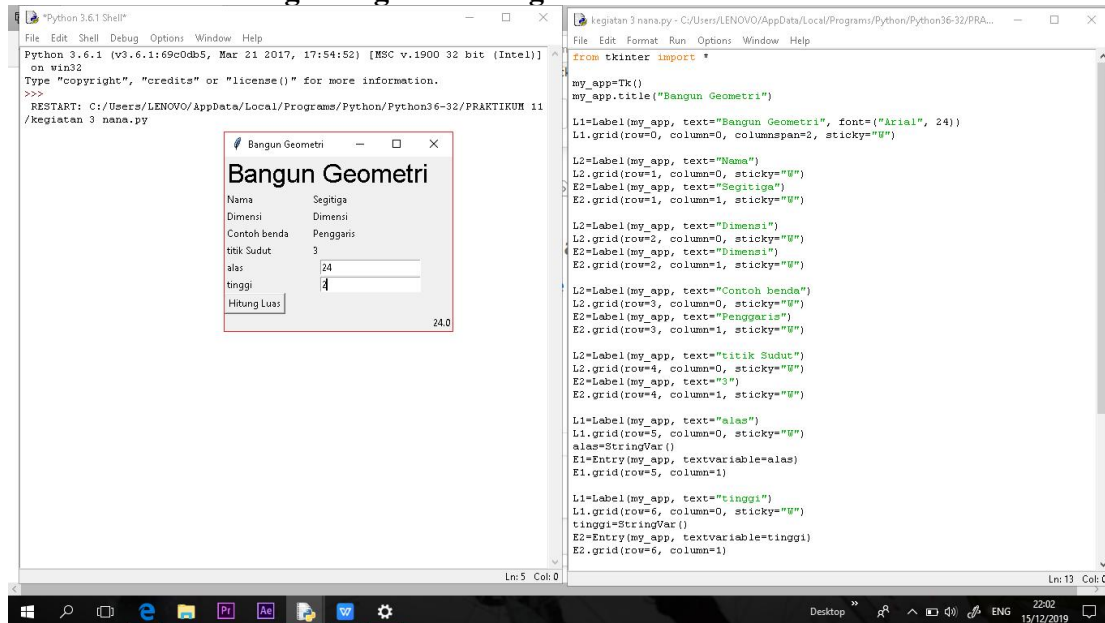 *Python 3.6.1 Shell*
File Edit Shell Debug Options Window Help
Python 3.6.1 (v3.6.1:69c0db5, Mar 21 2017, 17:54:52) [MSC v.1900 32 bit (Intel)]
on win32
Type "copyright", "credits" or "license()" for more information.
>>>
RESTART: C:/Users/LENOVO/AppData/Local/Programs/Python/Python36-32/PRAKTIKUM 11
/kegiatan 3 nana.py
Bangun Geometri
Bangun Geometri
Nama Segitiga
Dimensi Dimensi
Contoh benda Penggaris
titik Sudut 3
alas 24
tinggi 2
Hitung Luas
24.0
Ln: 5 Col: 0
kegiatan 3 nana.py - C:/Users/LENOVO/AppData/Local/Programs/Python/Python36-32/PRA...
File Edit Format Run Options Window Help
from tkinter import *
my_app=Tk()
my_app.title("Bangun Geometri")
L1=Label(my_app, text="Bangun Geometri", font=("Arial", 24))
L1.grid(row=0, column=0, columnspan=2, sticky="W")
L2=Label(my_app, text="Nama")
L2.grid(row=1, column=0, sticky="W")
E2=Label(my_app, text="Segitiga")
E2.grid(row=1, column=1, sticky="W")
L2=Label(my_app, text="Dimensi")
L2.grid(row=2, column=0, sticky="W")
E2=Label(my_app, text="Dimensi")
E2.grid(row=2, column=1, sticky="W")
L2=Label(my_app, text="Contoh benda")
L2.grid(row=3, column=0, sticky="W")
E2=Label(my_app, text="Penggaris")
E2.grid(row=3, column=1, sticky="W")
L2=Label(my_app, text="titik Sudut")
L2.grid(row=4, column=0, sticky="W")
E2=Label(my_app, text="3")
E2.grid(row=4, column=1, sticky="W")
L1=Label(my_app, text="alas")
L1.grid(row=5, column=0, sticky="W")
alas=StringVar()
E1=Entry(my_app, textvariable=alas)
E1.grid(row=5, column=1)
L1=Label(my_app, text="tinggi")
L1.grid(row=6, column=0, sticky="W")
tinggi=StringVar()
E2=Entry(my_app, textvariable=tinggi)
E2.grid(row=6, column=1)
Ln: 13 Col: 0
Pr Ae W Desktop ENG 22:02
15/12/2019